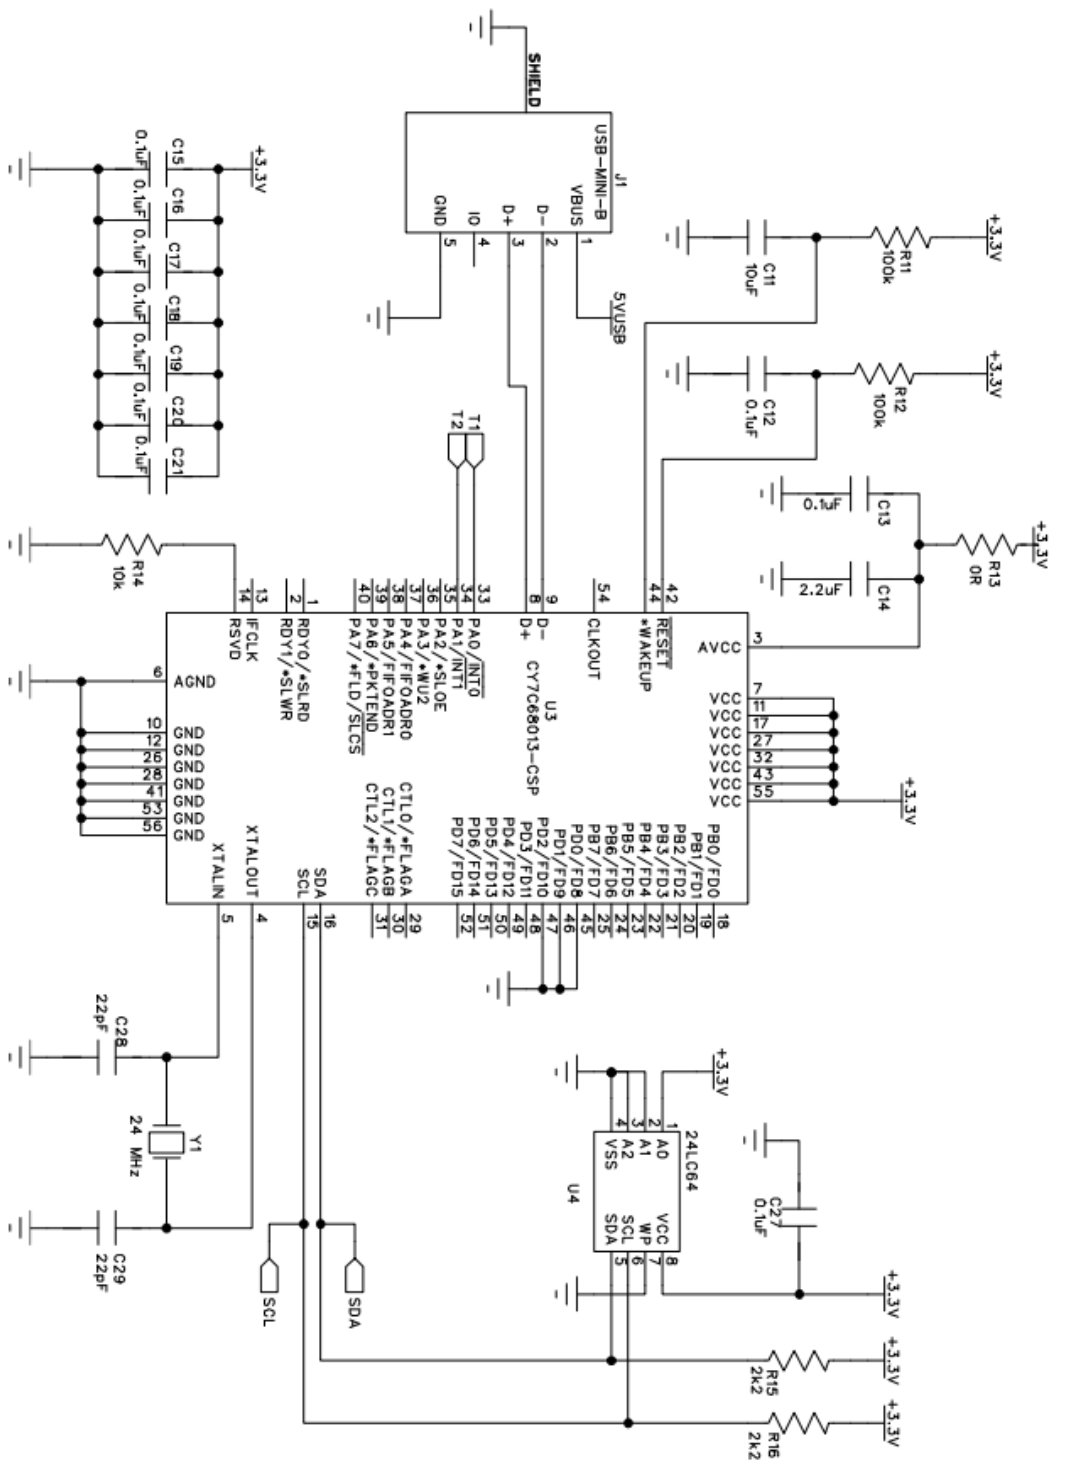 SHIELD
USB-MINI-B
J1
VBUS 1
D- 2
D+ 3
IO 4
GND 5
5VUSB
+3.3V
R11
100k
C11
10uF
+3.3V
R12
100k
C12
0.1uF
+3.3V
R13
0R
C13
0.1uF
C14
2.2uF
+3.3V
C15
0.1uF
C16
0.1uF
C17
0.1uF
C18
0.1uF
C19
0.1uF
C20
0.1uF
C21
0.1uF
T1
T2
R14
10k
U3
CY7C68013-CSP
42 RESET
44 *WAKEUP
54 CLKOUT
9 D-
8 D+
33 PA0/INT0
34 PA1/INT1
35 PA2/*SLOE
36 PA3/*WU2
37 PA4/FIFOADR0
38 PA5/FIFOADR1
39 PA6/*PKTEND
40 PA7/*FLD/SLCS
1 RDY0/*SLRD
2 RDY1/*SLWR
13 IFCLK
14 RSVD
3 AVCC
7 VCC
11 VCC
17 VCC
27 VCC
32 VCC
43 VCC
55 VCC
+3.3V
6 AGND
10 GND
12 GND
26 GND
28 GND
41 GND
53 GND
56 GND
PB0/FD0 18
PB1/FD1 19
PB2/FD2 20
PB3/FD3 21
PB4/FD4 22
PB5/FD5 23
PB6/FD6 24
PB7/FD7 25
PD0/FD8 45
PD1/FD9 46
PD2/FD10 47
PD3/FD11 48
PD4/FD12 49
PD5/FD13 50
PD6/FD14 51
PD7/FD15 52
CTL0/*FLAGA 29
CTL1/*FLAGB 30
CTL2/*FLAGC 31
SDA 16
SCL 15
XTALOUT 4
XTALIN 5
C28
22pF
Y1
24 MHz
C29
22pF
SCL
SDA
+3.3V
24LC64
U4
1 A0
2 A1
3 A2
4 VSS
VCC 8
WP 7
SCL 6
SDA 5
C27
0.1uF
+3.3V
+3.3V
R15
2k2
+3.3V
R16
2k2